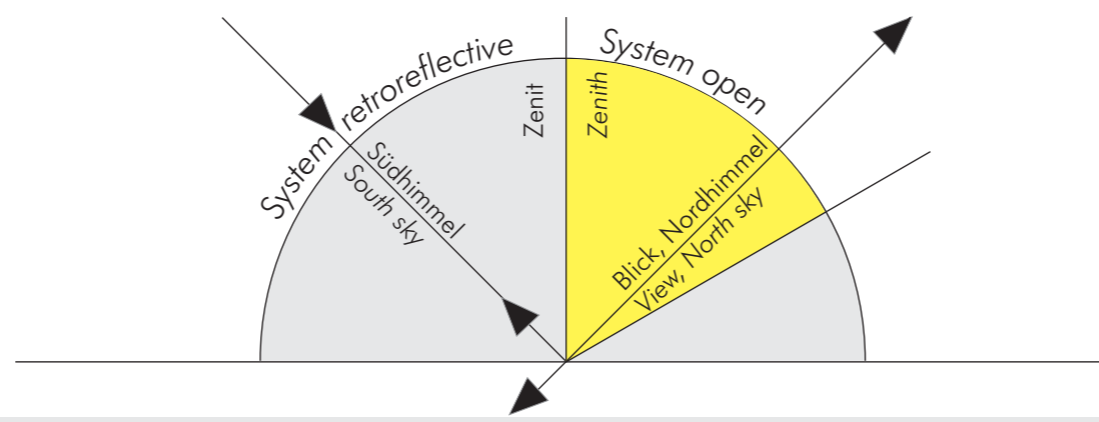 System retroreflective
System open
Zenit
Zenith
Südhimmel
South sky
Blick, Nordhimmel
View, North sky